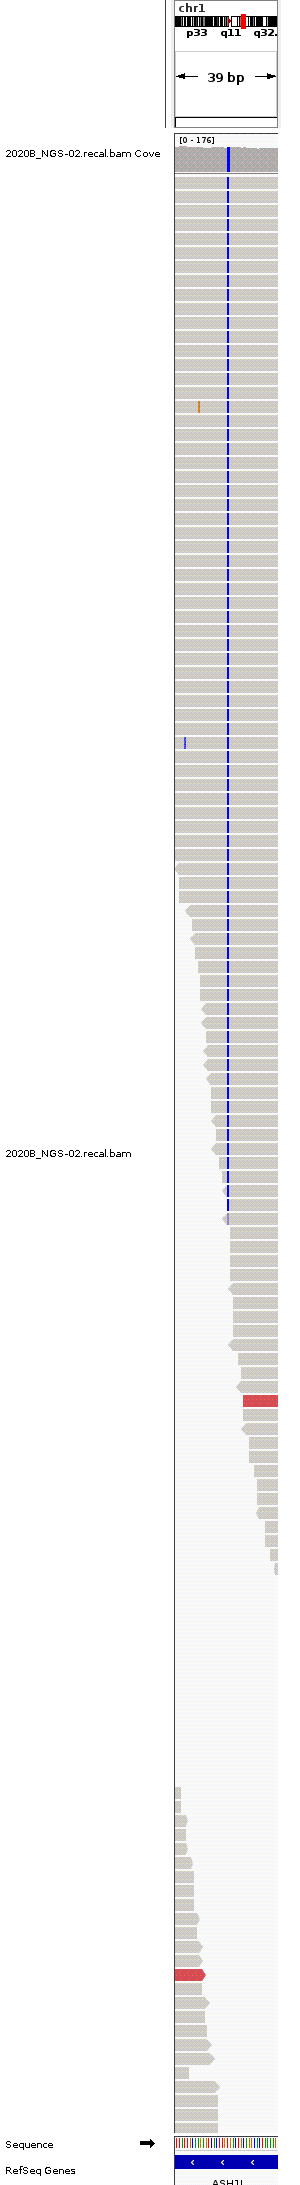 chr1
p33 q11 q32.
39 bp
[0 - 176]
2020B_NGS-02.recal.bam Cove
2020B_NGS-02.recal.bam
Sequence
RefSeq Genes
ASH1L